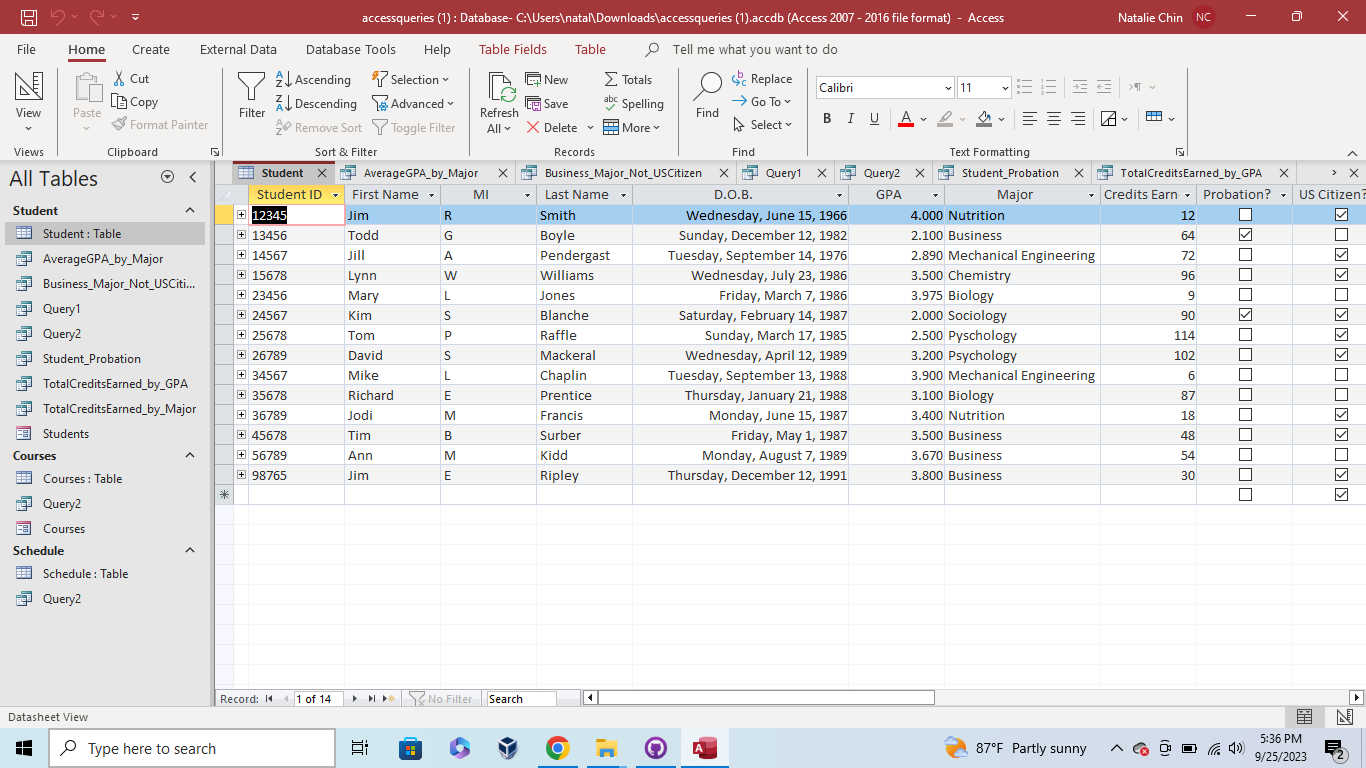 accessqueries (1) : Database- C:\Users\natal\Downloads\accessqueries (1).accdb (Access 2007 - 2016 file format) - Access Natalie Chin NC
File Home Create External Data Database Tools Help Table Fields Table Tell me what you want to do
View
Views
Paste Cut
Copy
Format Painter
Clipboard
Filter Ascending Selection
Descending Advanced
Remove Sort Toggle Filter
Sort & Filter
Refresh All New Totals
Save Spelling
Delete More
Records
Find Replace
Go To
Select
Find
Calibri 11
B I U A
Text Formatting
All Tables
Student
Student : Table
AverageGPA_by_Major
Business_Major_Not_USCiti...
Query1
Query2
Student_Probation
TotalCreditsEarned_by_GPA
TotalCreditsEarned_by_Major
Students
Courses
Courses : Table
Query2
Courses
Schedule
Schedule : Table
Query2
Student AverageGPA_by_Major Business_Major_Not_USCitizen Query1 Query2 Student_Probation TotalCreditsEarned_by_GPA
Student ID First Name MI Last Name D.O.B. GPA Major Credits Earn Probation? US Citizen?
12345 Jim R Smith Wednesday, June 15, 1966 4.000 Nutrition 12
13456 Todd G Boyle Sunday, December 12, 1982 2.100 Business 64
14567 Jill A Pendergast Tuesday, September 14, 1976 2.890 Mechanical Engineering 72
15678 Lynn W Williams Wednesday, July 23, 1986 3.500 Chemistry 96
23456 Mary L Jones Friday, March 7, 1986 3.975 Biology 9
24567 Kim S Blanche Saturday, February 14, 1987 2.000 Sociology 90
25678 Tom P Raffle Sunday, March 17, 1985 2.500 Pyschology 114
26789 David S Mackeral Wednesday, April 12, 1989 3.200 Psychology 102
34567 Mike L Chaplin Tuesday, September 13, 1988 3.900 Mechanical Engineering 6
35678 Richard E Prentice Thursday, January 21, 1988 3.100 Biology 87
36789 Jodi M Francis Monday, June 15, 1987 3.400 Nutrition 18
45678 Tim B Surber Friday, May 1, 1987 3.500 Business 48
56789 Ann M Kidd Monday, August 7, 1989 3.670 Business 54
98765 Jim E Ripley Thursday, December 12, 1991 3.800 Business 30
Record: 1 of 14 No Filter Search
Datasheet View
Type here to search 87°F Partly sunny 5:36 PM
9/25/2023 2